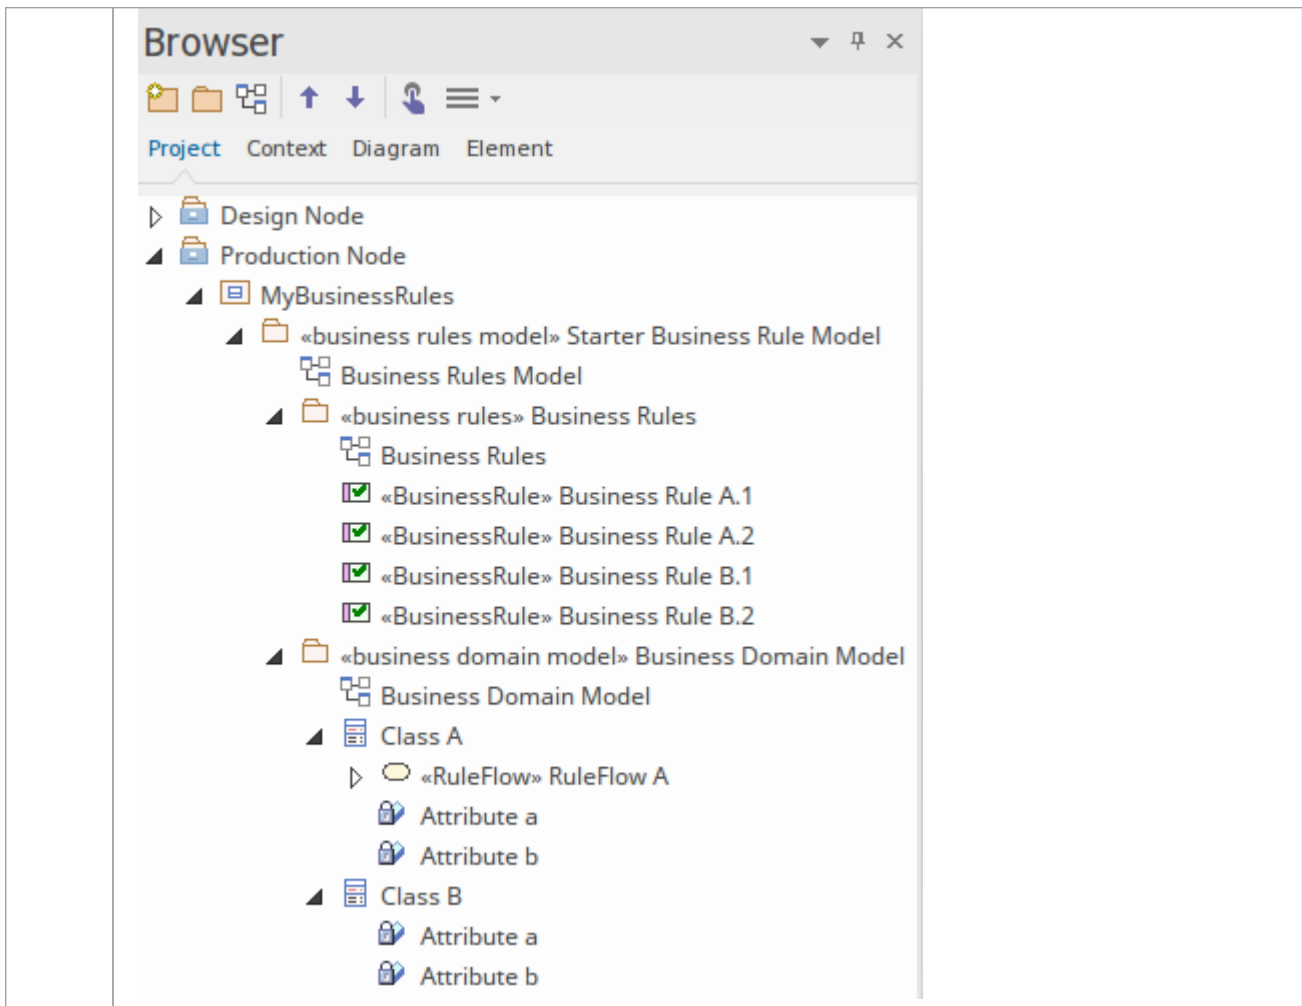 Browser
Project Context Diagram Element
Design Node
Production Node
MyBusinessRules
«business rules model» Starter Business Rule Model
Business Rules Model
«business rules» Business Rules
Business Rules
«BusinessRule» Business Rule A.1
«BusinessRule» Business Rule A.2
«BusinessRule» Business Rule B.1
«BusinessRule» Business Rule B.2
«business domain model» Business Domain Model
Business Domain Model
Class A
«RuleFlow» RuleFlow A
Attribute a
Attribute b
Class B
Attribute a
Attribute b